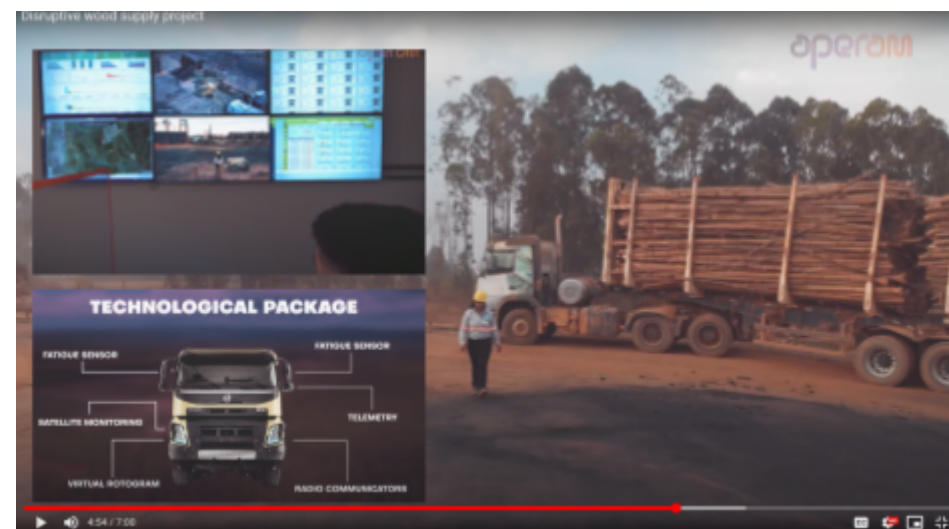 Disruptive wood supply project
aperam
TECHNOLOGICAL PACKAGE
FATIGUE SENSOR
FATIGUE SENSOR
SATELLITE MONITORING
TELEMETRY
VIRTUAL ROTOGRAM
RADIO COMMUNICATORS
4:54 / 7:00
CC